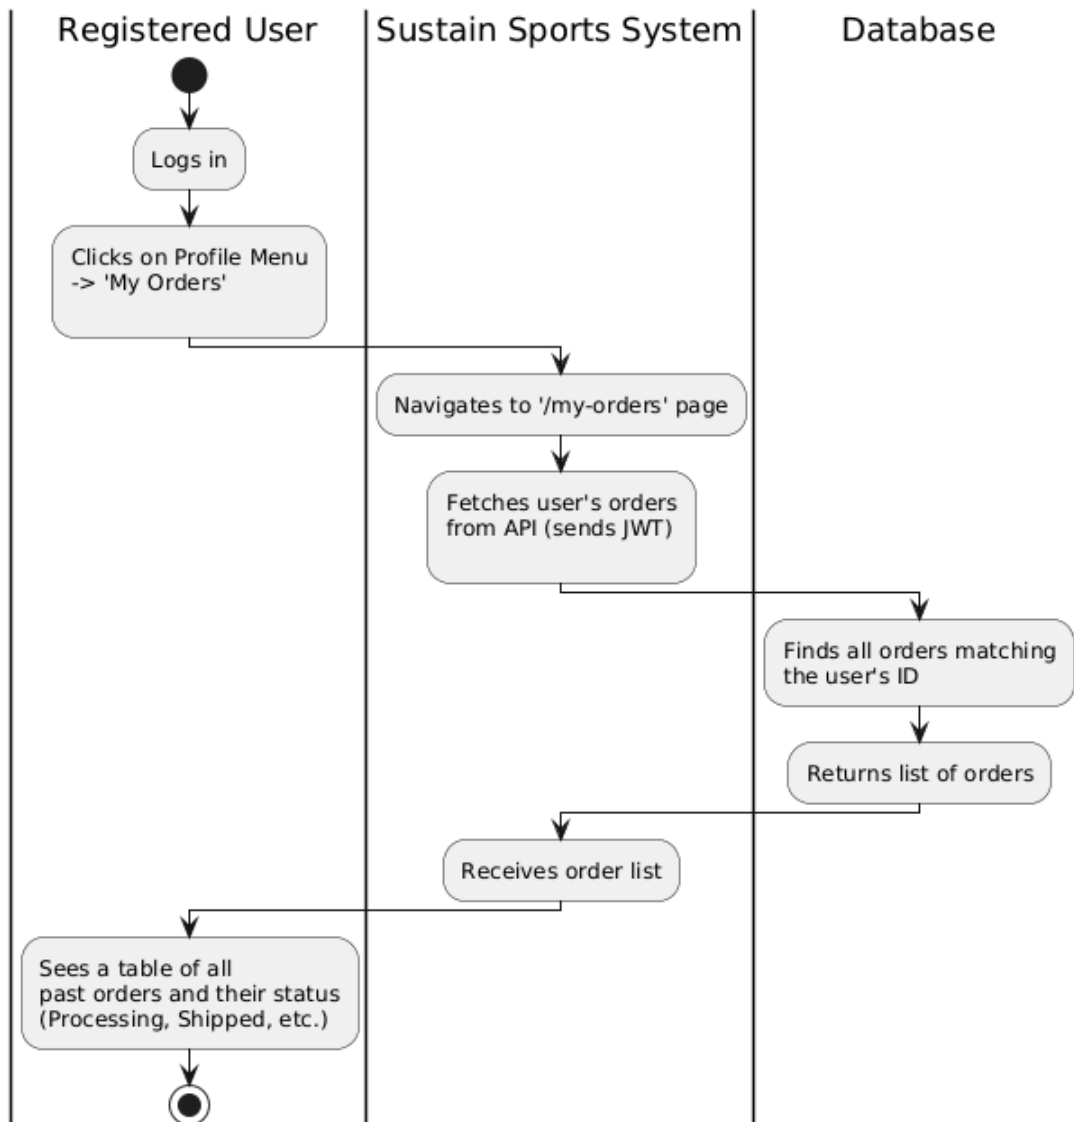 Registered User
Sustain Sports System
Database
Logs in
Clicks on Profile Menu
-> 'My Orders'
Navigates to '/my-orders' page
Fetches user's orders
from API (sends JWT)
Finds all orders matching
the user's ID
Returns list of orders
Receives order list
Sees a table of all
past orders and their status
(Processing, Shipped, etc.)